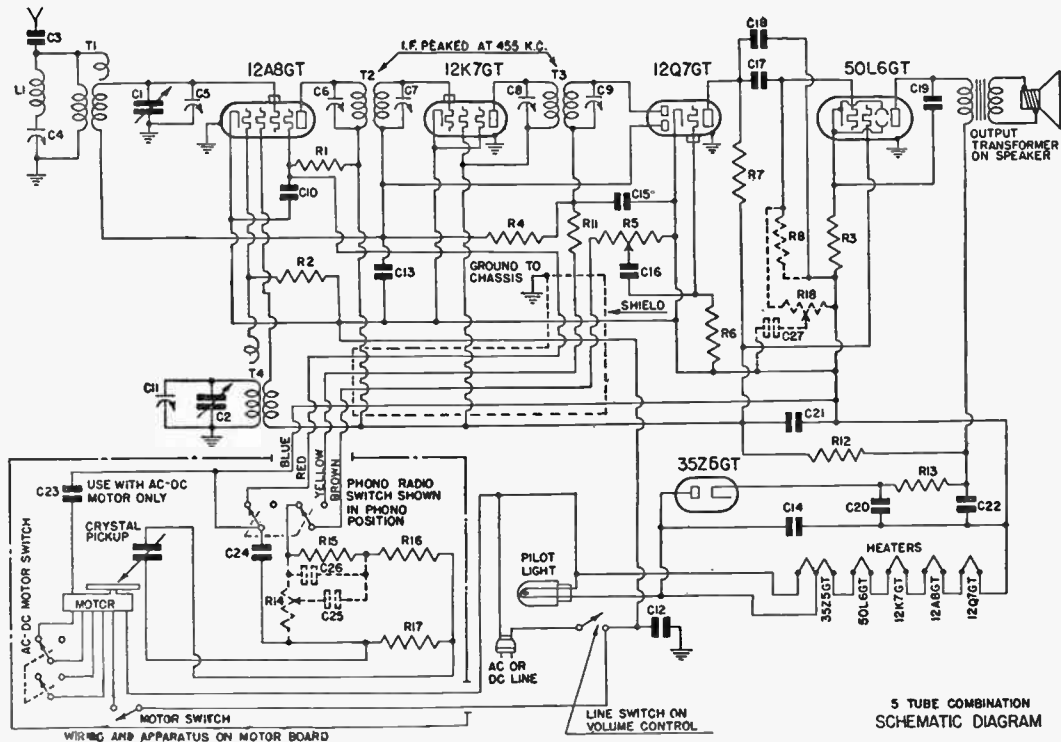 C3
T1
I.F. PEAKED AT 455 K.C.
C18
12A8GT
T2
12K7GT
T3
12Q7GT
C17
50L6GT
L1
C1
C5
C6
C7
C8
C9
C19
C4
OUTPUT
TRANSFORMER
ON SPEAKER
R1
R7
C10
C15
R4
R11
R5
R8
R3
R2
C13
GROUND TO
CHASSIS
C16
SHIELD
R18
R6
C27
T4
C11
C2
C21
BLUE
RED
YELLOW
BROWN
R12
35Z5GT
R13
C23
USE WITH AC-DC
MOTOR ONLY
PHONO RADIO
SWITCH SHOWN
IN PHONO
POSITION
CRYSTAL
PICKUP
C14
C20
C22
C24
R15
R16
C26
PILOT
LIGHT
HEATERS
AC-DC MOTOR SWITCH
MOTOR
R14
C25
35Z5GT
50L6GT
12K7GT
12A8GT
12Q7GT
R17
C12
AC OR
DC LINE
MOTOR SWITCH
LINE SWITCH ON
VOLUME CONTROL
5 TUBE COMBINATION
SCHEMATIC DIAGRAM
WIRING AND APPARATUS ON MOTOR BOARD